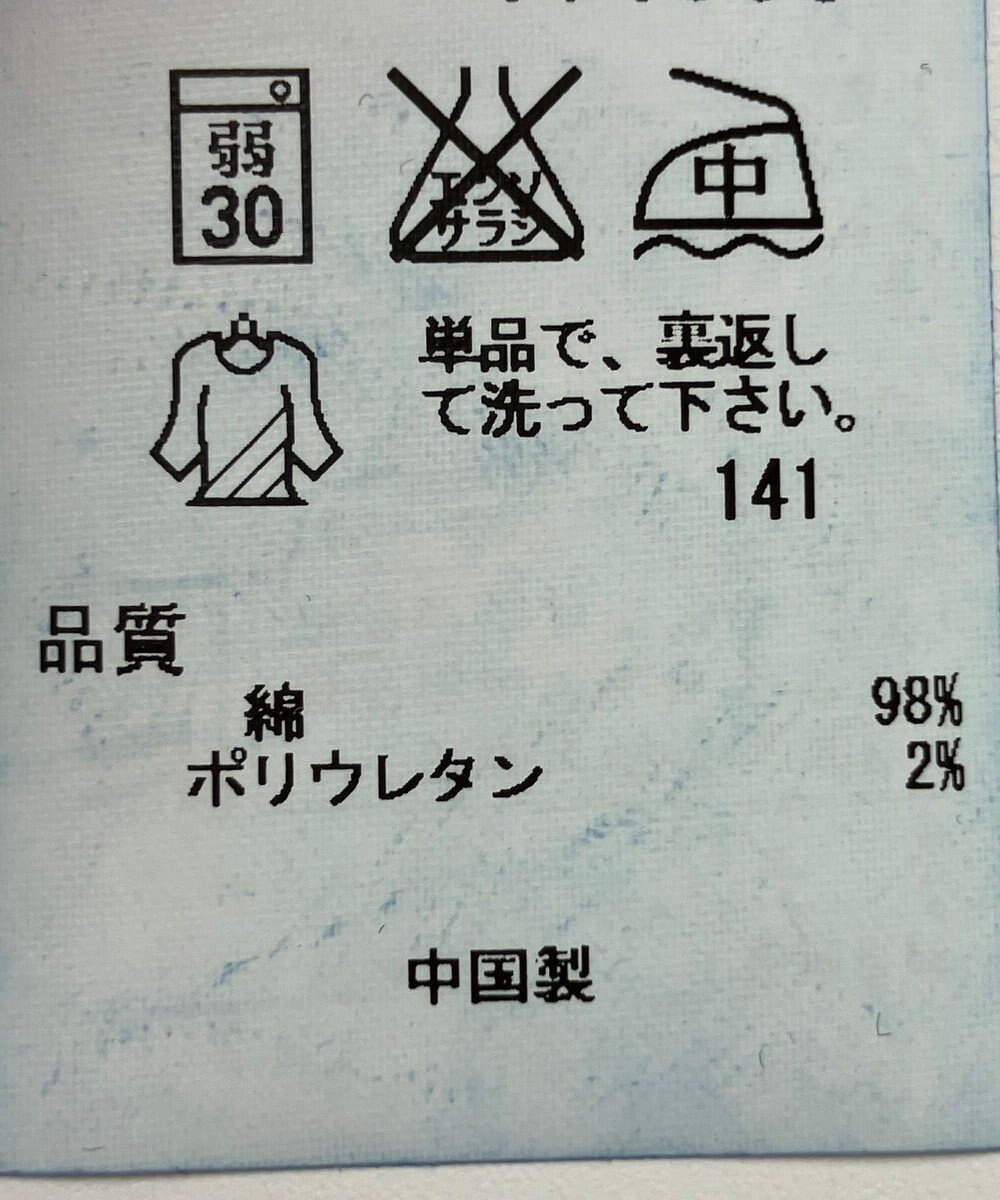 弱
30
エンソ
サラシ
中
単品で、裏返し
て洗って下さい。
141
品質
綿 98%
ポリウレタン 2%
中国製